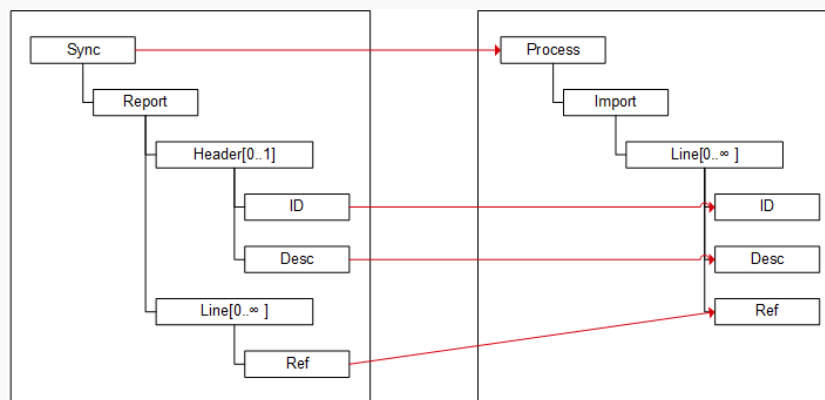 Sync
Process
Report
Import
Header[0..1]
Line[0..∞ ]
ID
ID
Desc
Desc
Line[0..∞ ]
Ref
Ref